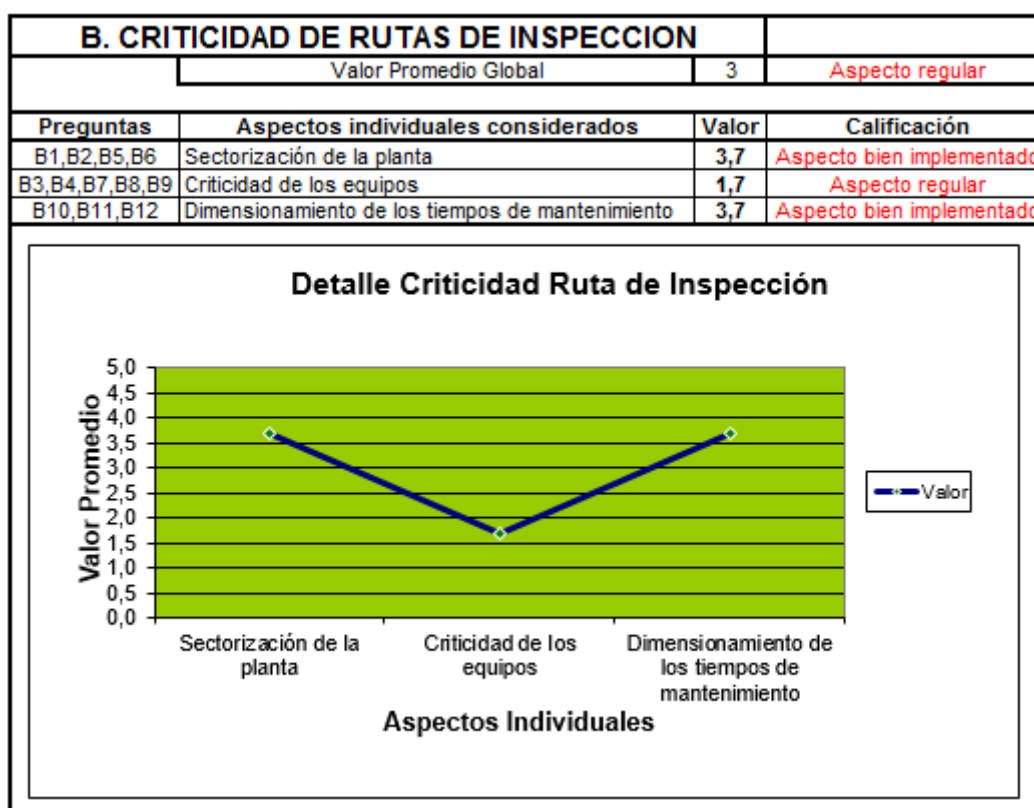 B. CRITICIDAD DE RUTAS DE INSPECCION
Valor Promedio Global 3 Aspecto regular
Preguntas Aspectos individuales considerados Valor Calificación
B1,B2,B5,B6 Sectorización de la planta 3,7 Aspecto bien implementado
B3,B4,B7,B8,B9 Criticidad de los equipos 1,7 Aspecto regular
B10,B11,B12 Dimensionamiento de los tiempos de mantenimiento 3,7 Aspecto bien implementado
Detalle Criticidad Ruta de Inspección
Valor Promedio
5,0
4,5
4,0
3,5
3,0
2,5
2,0
1,5
1,0
0,5
0,0
Valor
Sectorización de la
planta
Criticidad de los
equipos
Dimensionamiento de
los tiempos de
mantenimiento
Aspectos Individuales